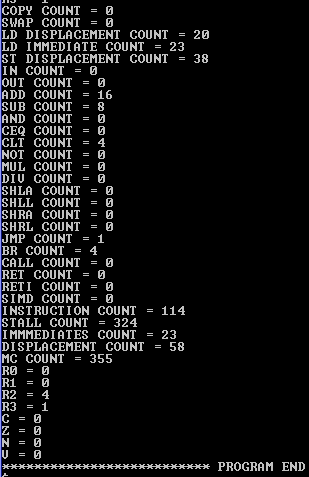 COPY COUNT = 0
SWAP COUNT = 0
LD DISPLACEMENT COUNT = 20
LD IMMEDIATE COUNT = 23
ST DISPLACEMENT COUNT = 38
IN COUNT = 0
OUT COUNT = 0
ADD COUNT = 16
SUB COUNT = 8
AND COUNT = 0
CEQ COUNT = 0
CLT COUNT = 4
NOT COUNT = 0
MUL COUNT = 0
DIV COUNT = 0
SHLA COUNT = 0
SHLL COUNT = 0
SHRA COUNT = 0
SHRL COUNT = 0
JMP COUNT = 1
BR COUNT = 4
CALL COUNT = 0
RET COUNT = 0
RETI COUNT = 0
SIMD COUNT = 0
INSTRUCTION COUNT = 114
STALL COUNT = 324
IMMMEDIATES COUNT = 23
DISPLACEMENT COUNT = 58
MC COUNT = 355
R0 = 0
R1 = 0
R2 = 4
R3 = 1
C = 0
Z = 0
N = 0
V = 0
************************** PROGRAM END